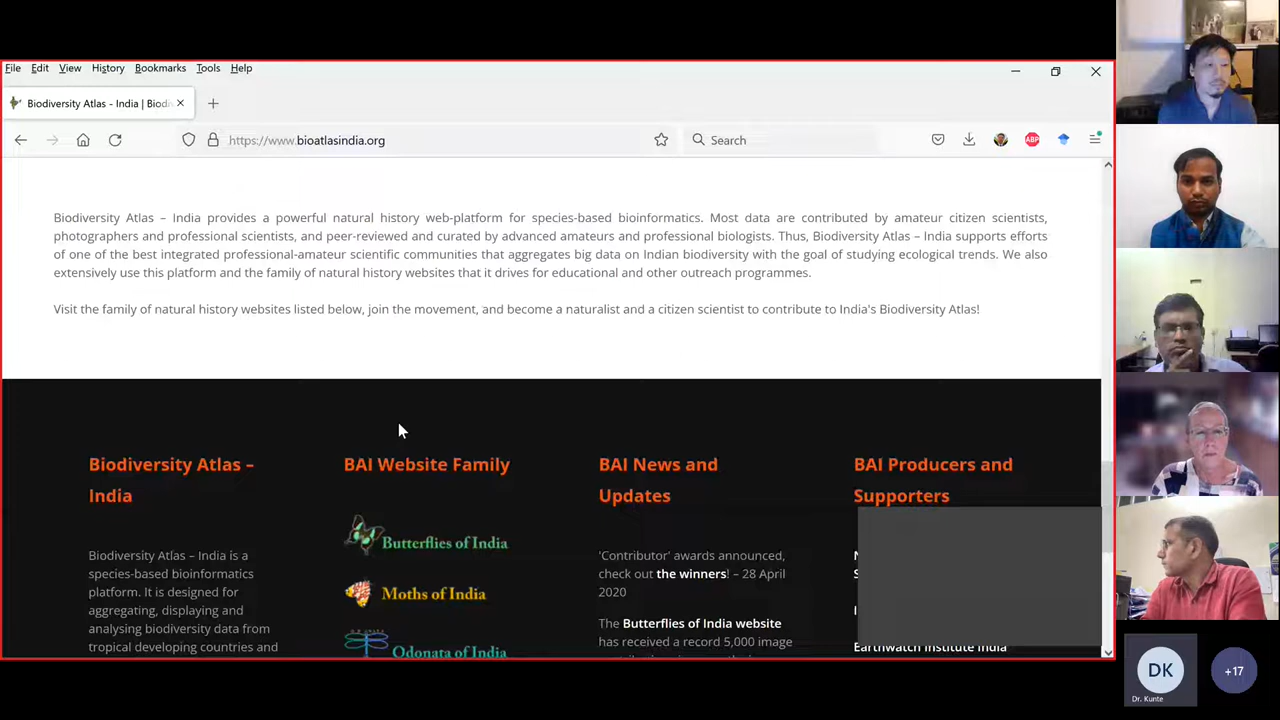 File Edit View History Bookmarks Tools Help
Biodiversity Atlas - India | Biodi
https://www.bioatlasindia.org
Search
ABP
Biodiversity Atlas – India provides a powerful natural history web-platform for species-based bioinformatics. Most data are contributed by amateur citizen scientists,
photographers and professional scientists, and peer-reviewed and curated by advanced amateurs and professional biologists. Thus, Biodiversity Atlas – India supports efforts
of one of the best integrated professional-amateur scientific communities that aggregates big data on Indian biodiversity with the goal of studying ecological trends. We also
extensively use this platform and the family of natural history websites that it drives for educational and other outreach programmes.
Visit the family of natural history websites listed below, join the movement, and become a naturalist and a citizen scientist to contribute to India's Biodiversity Atlas!
Biodiversity Atlas –
India
Biodiversity Atlas – India is a
species-based bioinformatics
platform. It is designed for
aggregating, displaying and
analysing biodiversity data from
tropical developing countries and
BAI Website Family
Butterflies of India
Moths of India
Odonata of India
BAI News and
Updates
'Contributor' awards announced,
check out the winners! – 28 April
2020
The Butterflies of India website
has received a record 5,000 image
BAI Producers and
Supporters
Earthwatch Institute India
DK
Dr. Kunte
+17